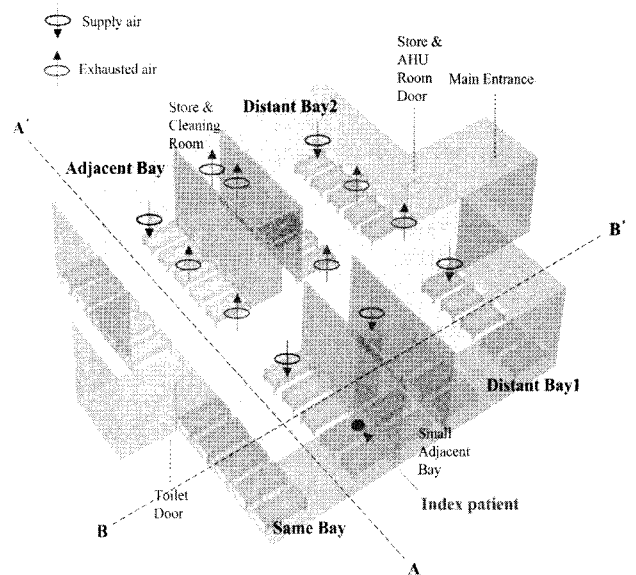 Supply air
Exhausted air
Store &
AHU
Room
Door
Main Entrance
Store &
Cleaning
Room
Distant Bay2
A'
Adjacent Bay
B'
Distant Bay1
Small
Adjacent
Bay
Index patient
Toilet
Door
Same Bay
B
A